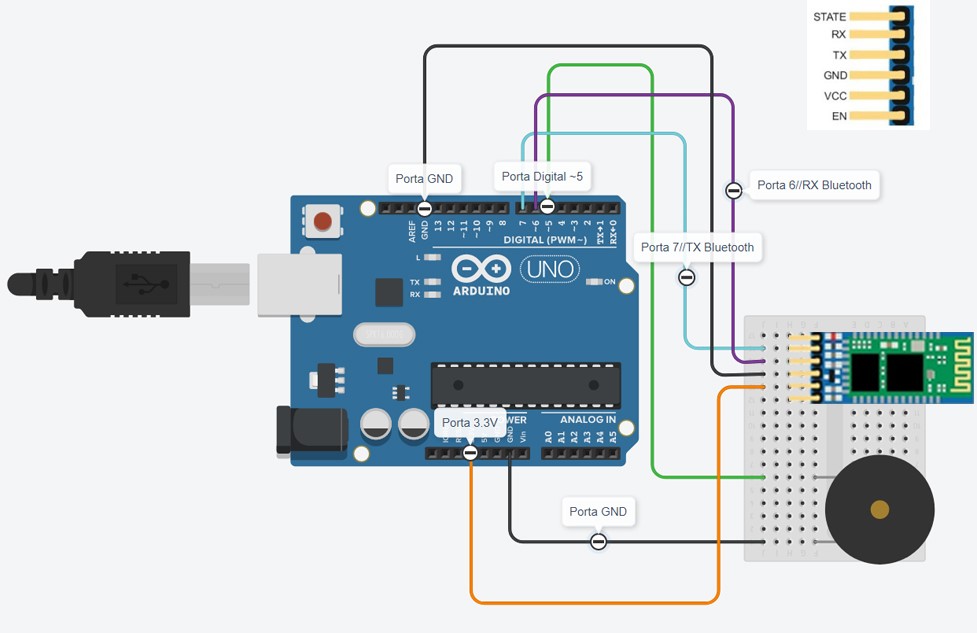 STATE
RX
TX
GND
VCC
EN
Porta GND
Porta Digital ~5
Porta 6//RX Bluetooth
Porta 7//TX Bluetooth
AREF
GND
13
12
~11
~10
~9
8
7
~6
~5
4
~3
2
TX→1
RX←0
DIGITAL (PWM~)
L
TX
RX
ARDUINO
UNO
ON
Porta 3.3V
WER
ANALOG IN
GND
Vin
A0
A1
A2
A3
A4
A5
Porta GND